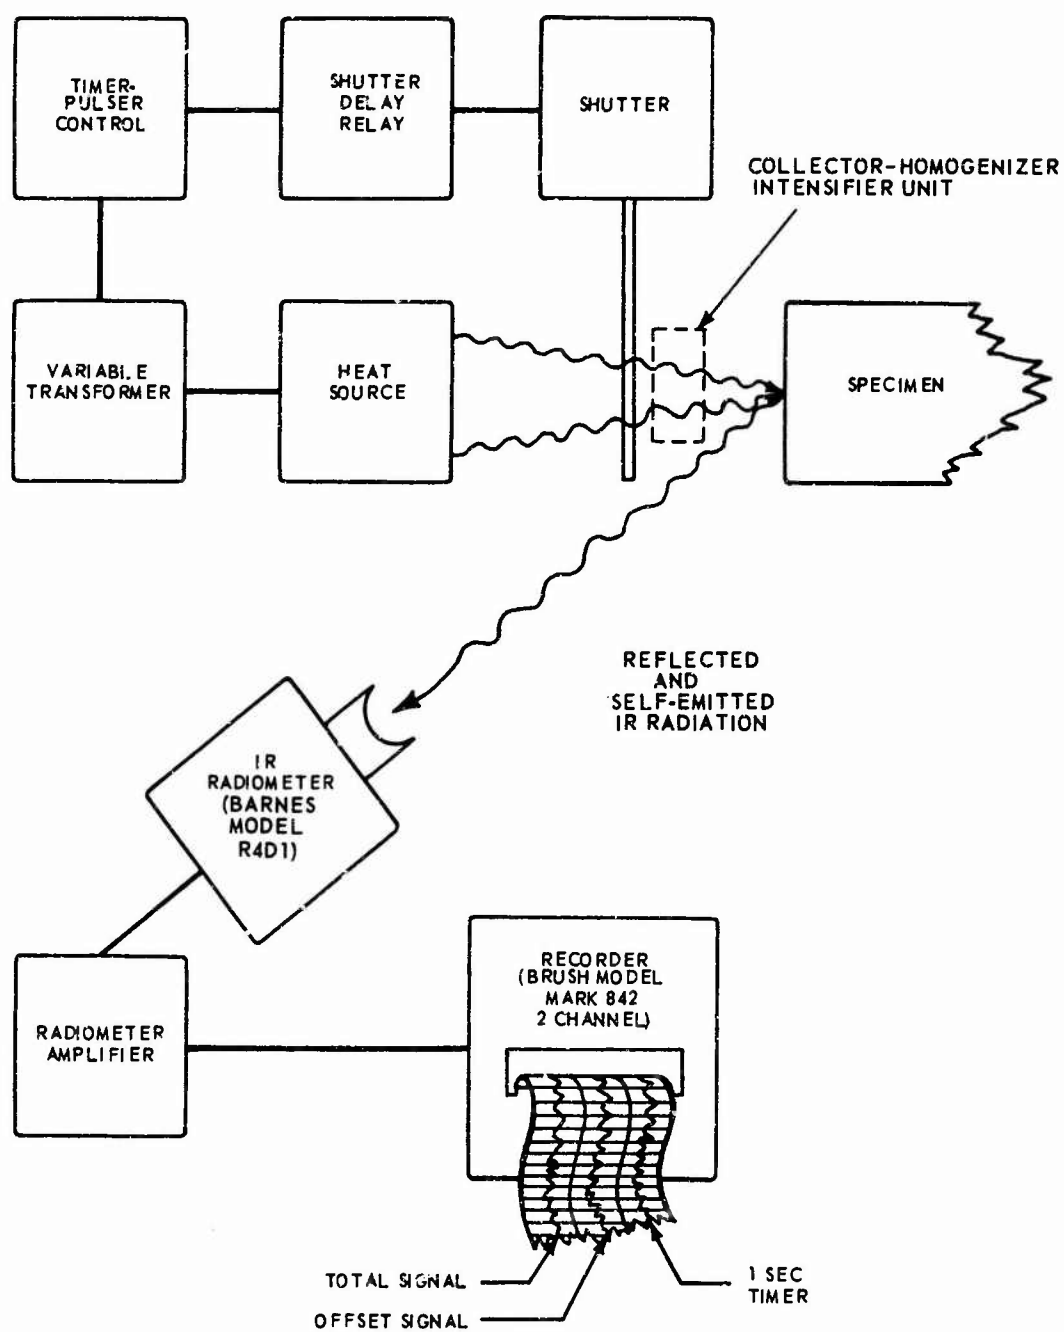 TIMER-
PULSER
CONTROL
SHUTTER
DELAY
RELAY
SHUTTER
COLLECTOR-HOMOGENIZER
INTENSIFIER UNIT
VARIABLE
TRANSFORMER
HEAT
SOURCE
SPECIMEN
REFLECTED
AND
SELF-EMITTED
IR RADIATION
IR
RADIOMETER
(BARNES
MODEL
R4D1)
RADIOMETER
AMPLIFIER
RECORDER
(BRUSH MODEL
MARK 842
2 CHANNEL)
TOTAL SIGNAL
OFFSET SIGNAL
1 SEC
TIMER